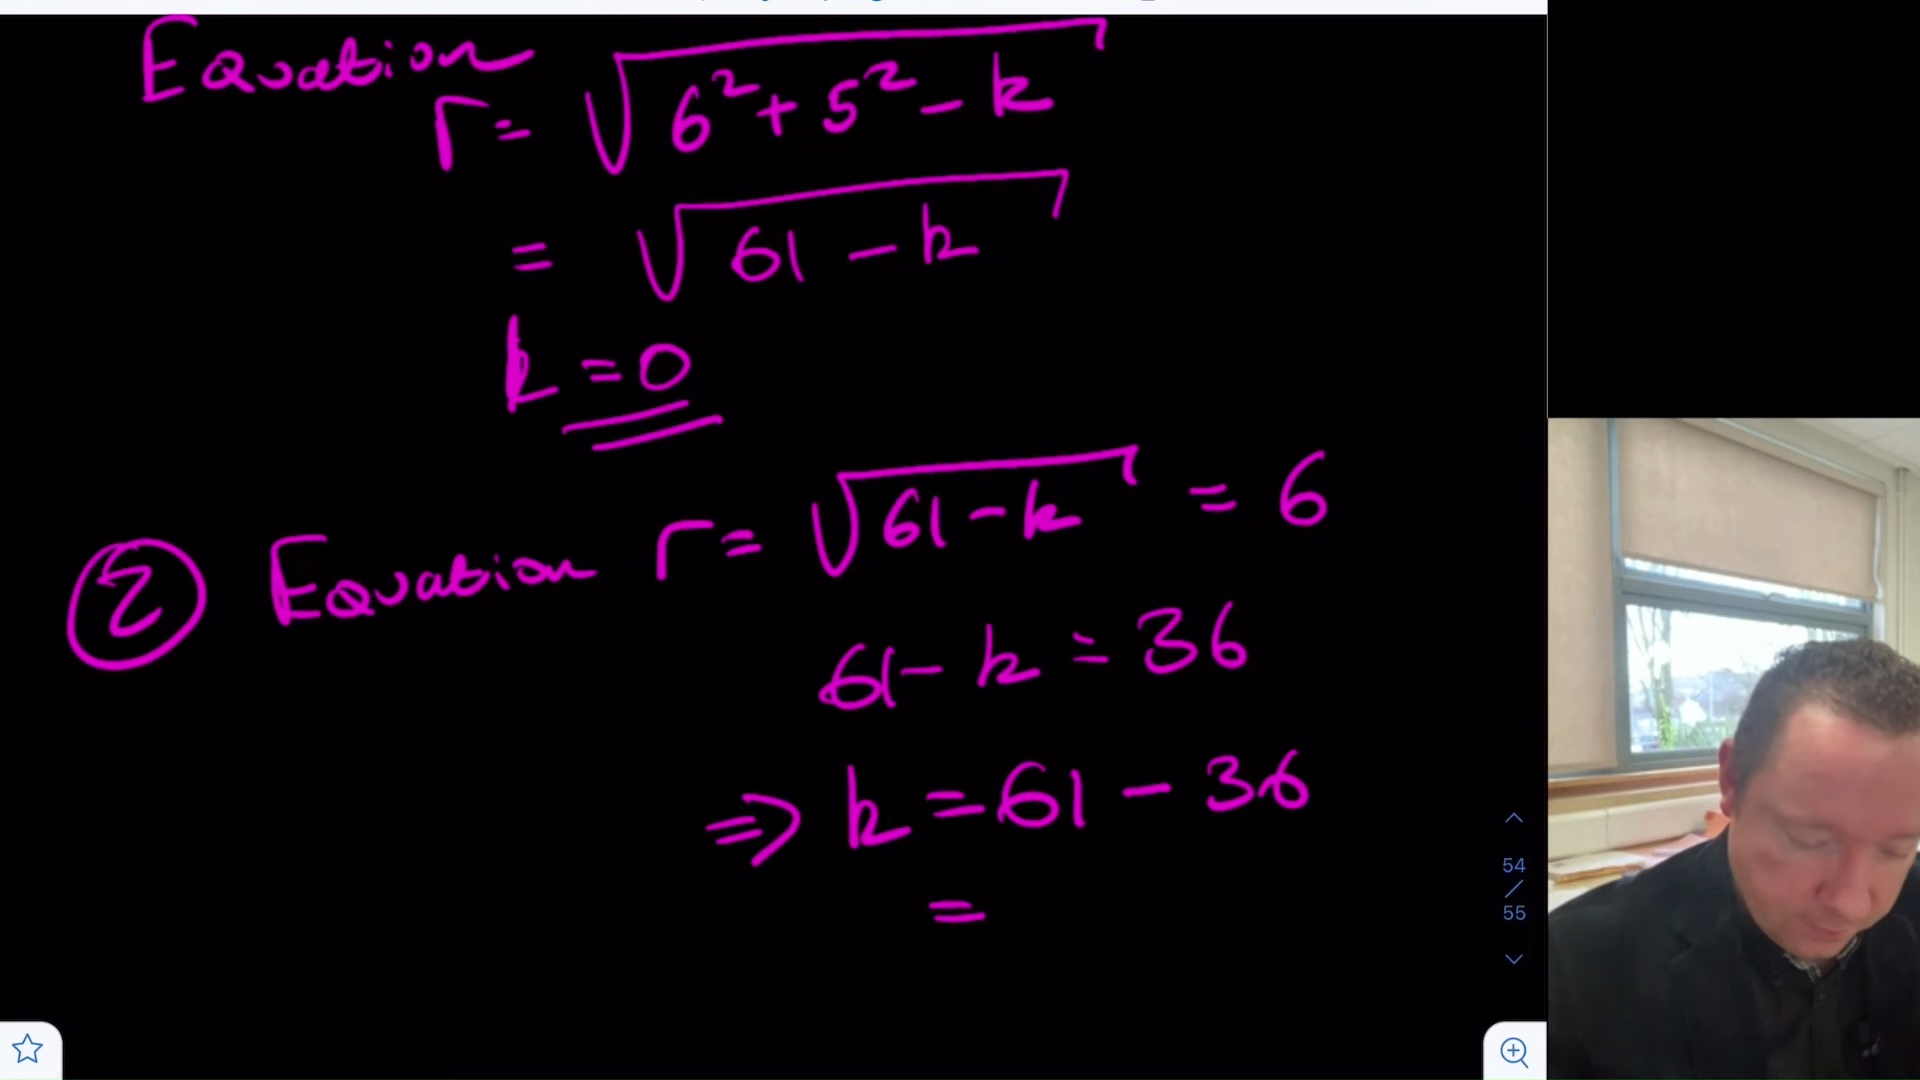 Equation
r = √6² + 5² - k
= √61 - k
k = 0
② Equation r = √61 - k = 6
61 - k = 36
⇒ k = 61 - 36
=
54
/
55